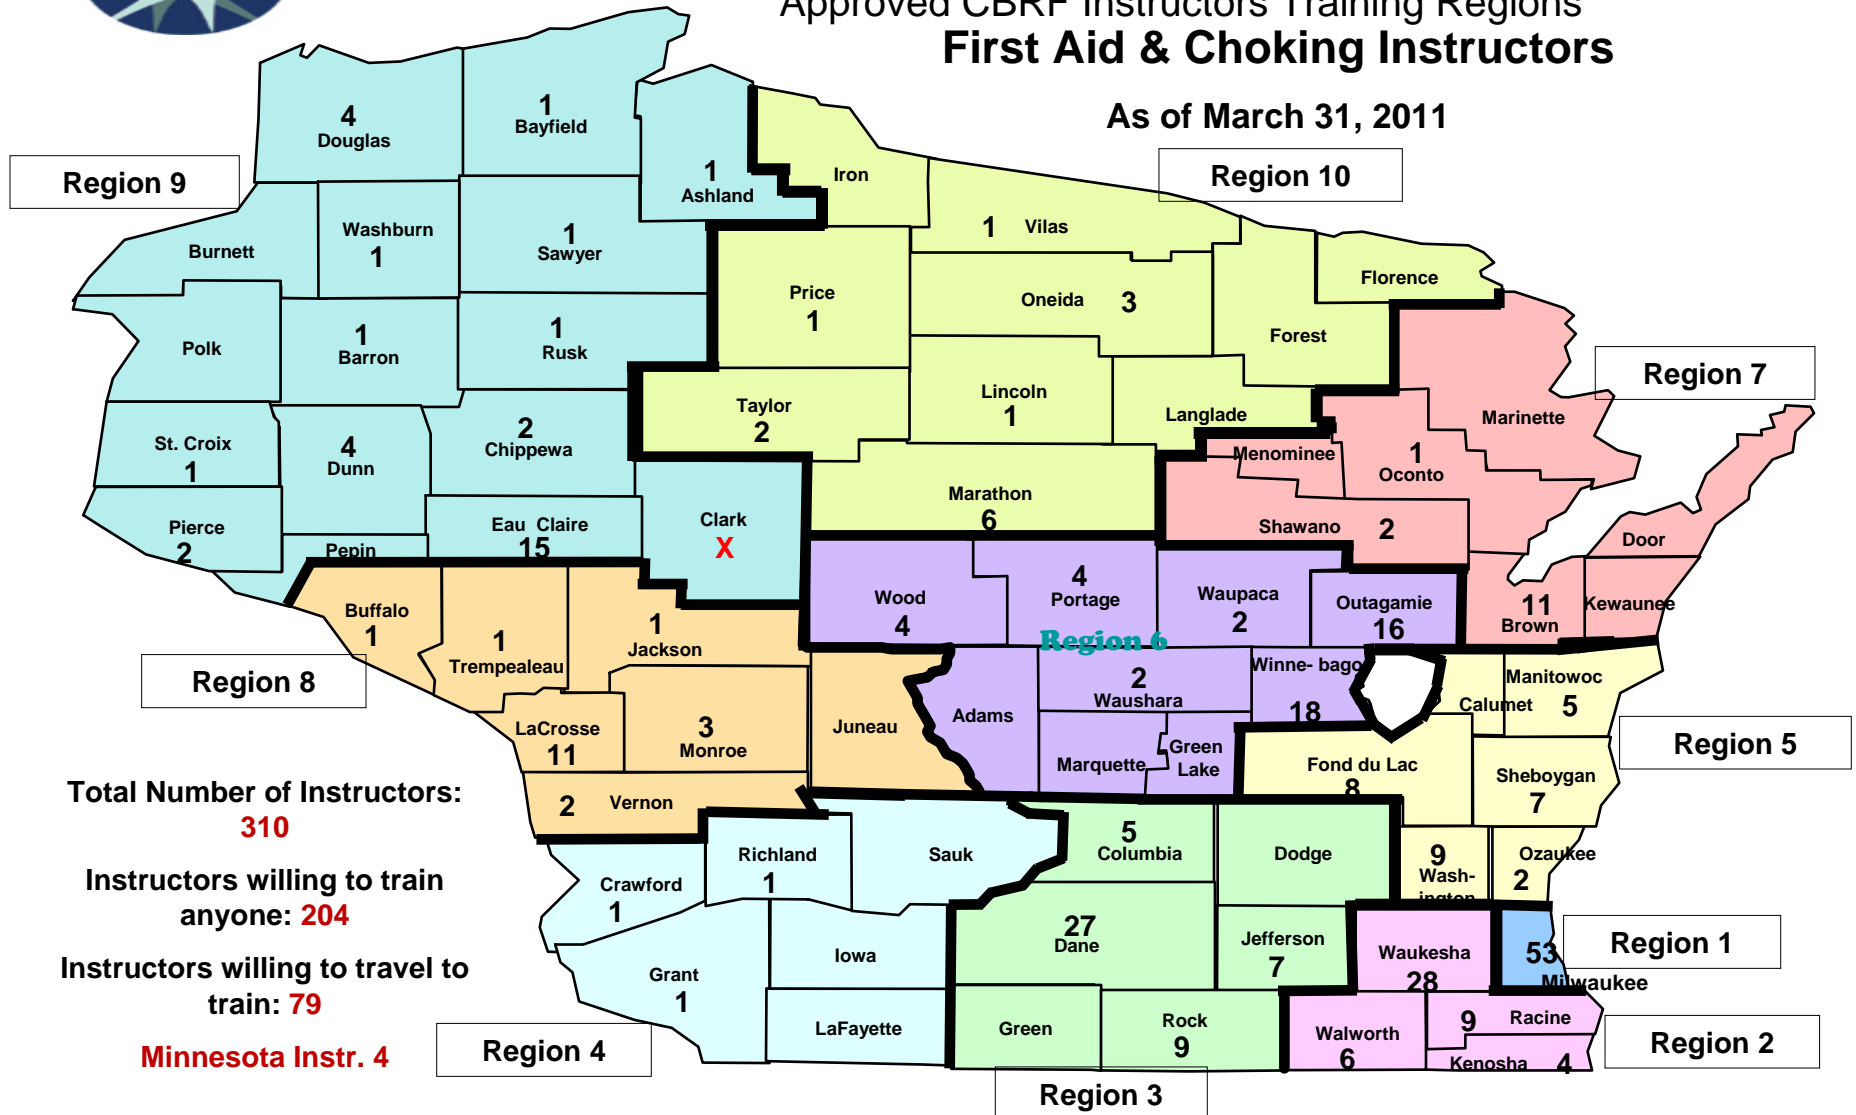 Approved CBRF Instructors Training Regions
First Aid & Choking Instructors
As of March 31, 2011
Region 9
Region 10
Region 7
Region 8
Region 6
Region 5
Region 1
Region 2
Region 4
Region 3
4
Douglas
1
Bayfield
1
Ashland
Iron
1 Vilas
Burnett
Washburn
1
1
Sawyer
Price
1
Oneida 3
Florence
Forest
Polk
1
Barron
1
Rusk
Taylor
2
Lincoln
1
Langlade
Marinette
St. Croix
1
4
Dunn
2
Chippewa
Menominee
1
Oconto
Pierce
2
Pepin
Eau Claire
15
Clark
X
Marathon
6
Shawano 2
Door
Buffalo
1
1
Trempealeau
1
Jackson
Wood
4
4
Portage
Waupaca
2
Outagamie
16
11
Brown
Kewaunee
LaCrosse
11
3
Monroe
Juneau
Adams
2
Waushara
Winne- bago
18
Calumet
Manitowoc
5
Marquette
Green
Lake
Fond du Lac
8
Sheboygan
7
2 Vernon
Richland
1
Sauk
5
Columbia
Dodge
9
Wash-
ington
Ozaukee
2
Crawford
1
Grant
1
Iowa
LaFayette
27
Dane
Jefferson
7
Waukesha
28
53
Milwaukee
Green
Rock
9
Walworth
6
9 Racine
Kenosha 4
Total Number of Instructors:
310
Instructors willing to train
anyone: 204
Instructors willing to travel to
train: 79
Minnesota Instr. 4